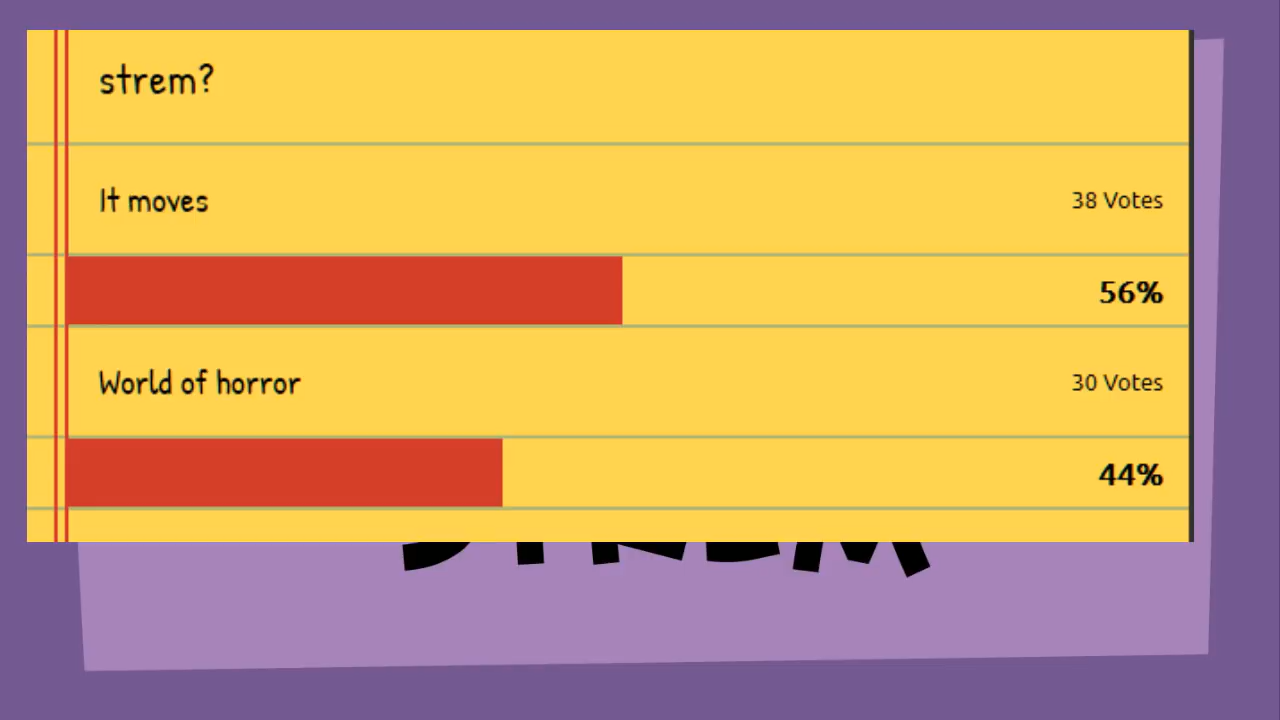 strem?
It moves
38 Votes
56%
World of horror
30 Votes
44%